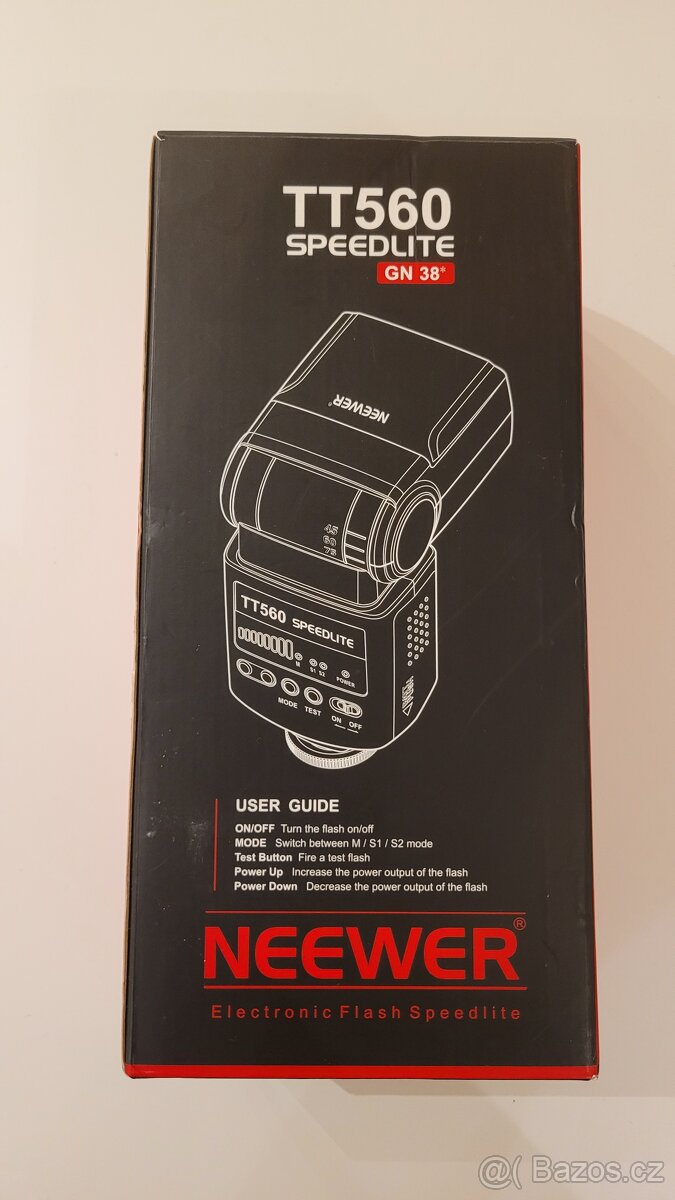 TT560
SPEEDLITE
GN 38*
NEEWER
45
60
75
TT560 SPEEDLITE
M S1 S2 POWER
MODE TEST ON OFF
USER GUIDE
ON/OFF Turn the flash on/off
MODE Switch between M / S1 / S2 mode
Test Button Fire a test flash
Power Up Increase the power output of the flash
Power Down Decrease the power output of the flash
NEEWER®
Electronic Flash Speedlite
@( Bazos.cz